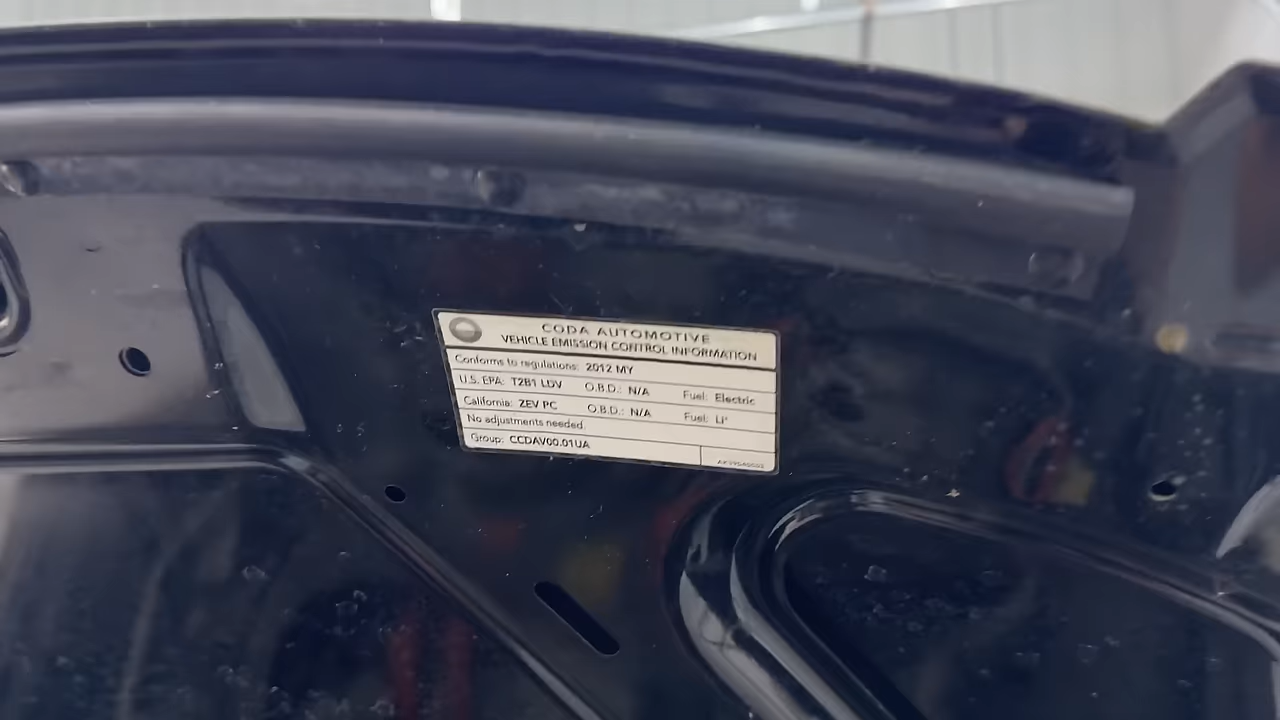 CODA AUTOMOTIVE
VEHICLE EMISSION CONTROL INFORMATION
Conforms to regulations: 2012 MY
U.S. EPA: T2B1 LDV O.B.D.: N/A Fuel: Electric
California: ZEV PC O.B.D.: N/A Fuel: Li⁺
No adjustments needed.
Group: CCDAV00.01UA